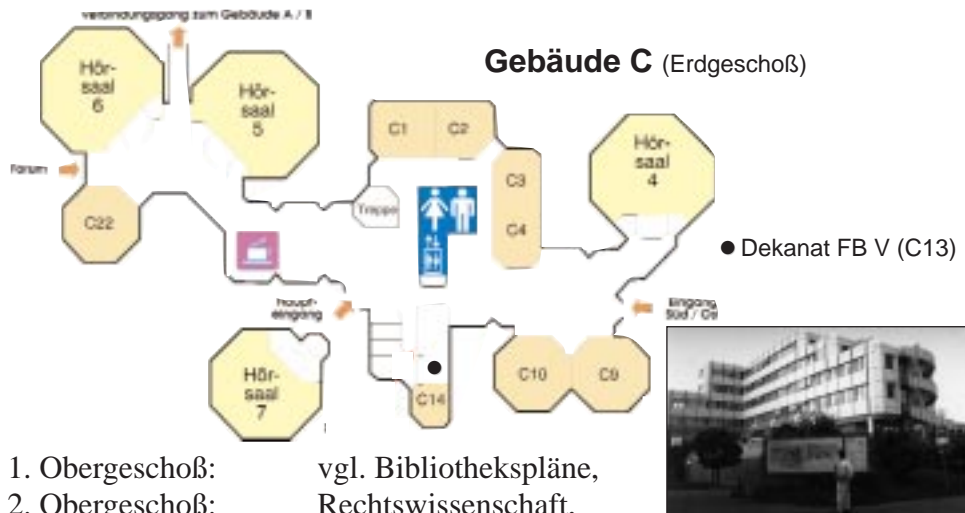 Verbindungsgang zum Gebäude A / B
Gebäude C (Erdgeschoß)
Hör-
saal
6
Hör-
saal
5
C1
C2
Hör-
saal
4
Forum
C3
Treppe
C22
C4
● Dekanat FB V (C13)
Haupt-
eingang
Eingang
Süd / Ost
Hör-
saal
7
C10
C9
C14
1. Obergeschoß: vgl. Bibliothekspläne,
2. Obergeschoß: Rechtswissenschaft,